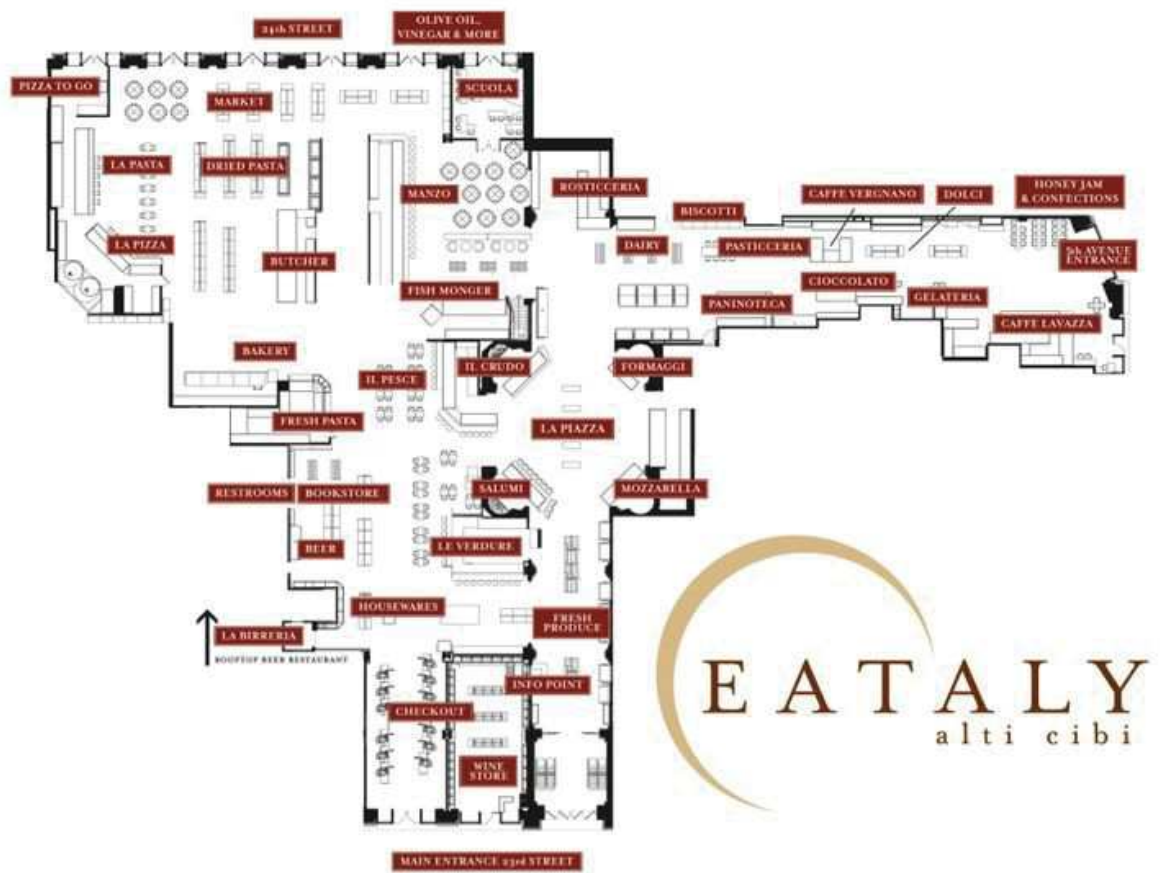 24th STREET
OLIVE OIL,
VINEGAR & MORE
PIZZA TO GO
MARKET
SCUOLA
LA PASTA
DRIED PASTA
MANZO
ROSTICCERIA
CAFFE VERGNANO
DOLCI
HONEY JAM
& CONFECTIONS
BISCOTTI
LA PIZZA
BUTCHER
DAIRY
PASTICCERIA
5th AVENUE
ENTRANCE
FISH MONGER
CIOCCOLATO
PANINOTECA
GELATERIA
CAFFE LAVAZZA
BAKERY
IL PESCE
IL CRUDO
FORMAGGI
FRESH PASTA
LA PIAZZA
RESTROOMS
BOOKSTORE
SALUMI
MOZZARELLA
BEER
LE VERDURE
HOUSEWARES
FRESH
PRODUCE
LA BIRRERIA
ROOFTOP BEER RESTAURANT
INFO POINT
CHECKOUT
WINE
STORE
EATALY
alti cibi
MAIN ENTRANCE 23rd STREET